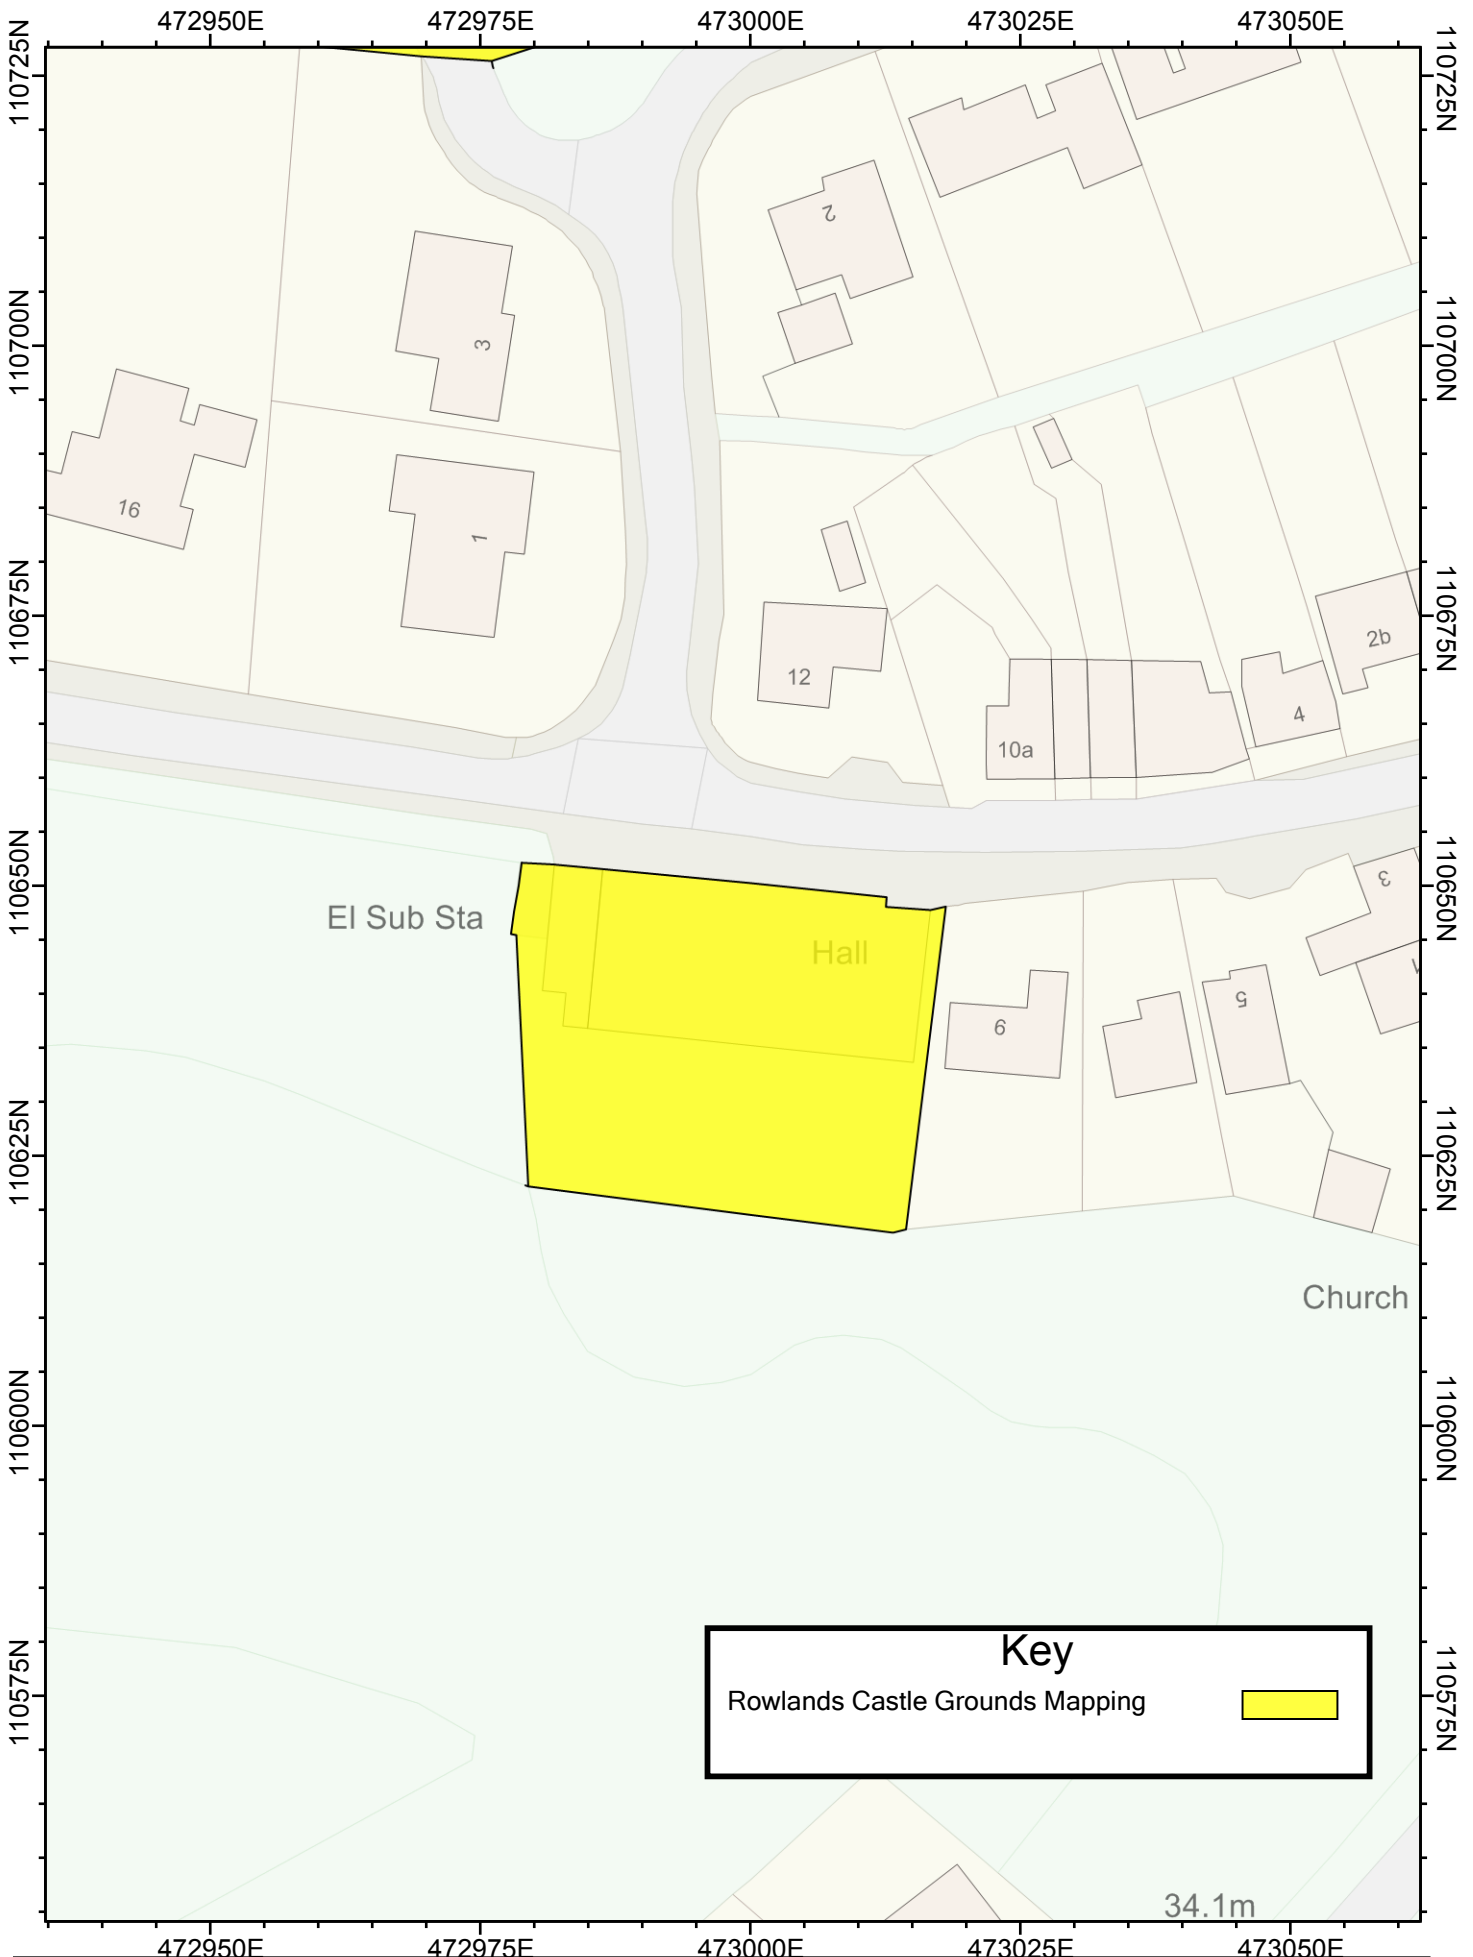 472950E 472975E 473000E 473025E 473050E
110725N
110725N
2
3
110700N
110700N
16
1
110675N
110675N
12
2b
4
10a
110650N
110650N
3
El Sub Sta
Hall
1
5
9
110625N
110625N
Church
110600N
110600N
Key
Rowlands Castle Grounds Mapping
110575N
110575N
34.1m
472950E 472975E 473000E 473025E 473050E